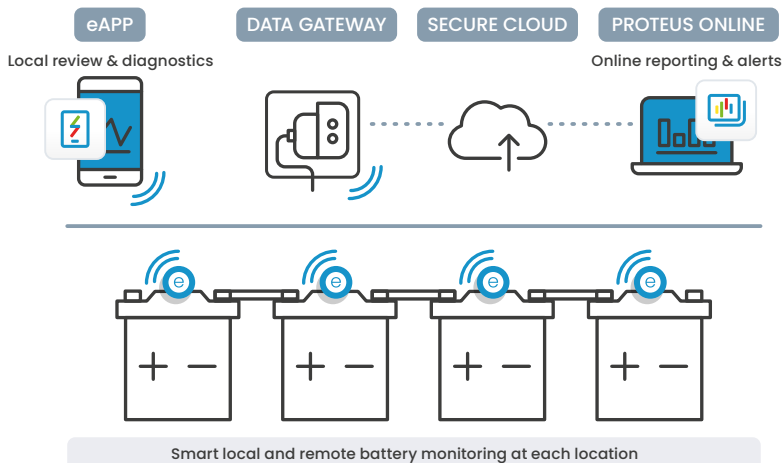 eAPP
DATA GATEWAY
SECURE CLOUD
PROTEUS ONLINE
Local review & diagnostics
Online reporting & alerts
e
e
e
e
+ −
+ −
+ −
+ −
Smart local and remote battery monitoring at each location